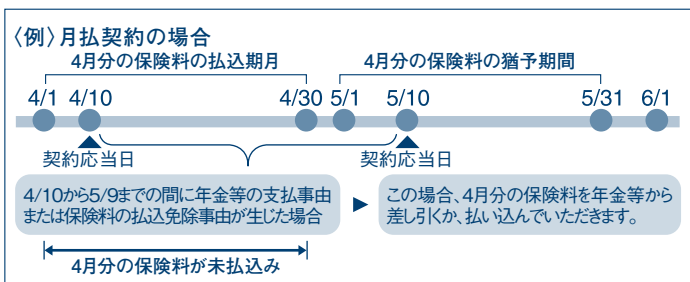 〈例〉月払契約の場合
4月分の保険料の払込期月
4月分の保険料の猶予期間
4/1 4/10 4/30 5/1 5/10 5/31 6/1
契約応当日
契約応当日
4/10から5/9までの間に年金等の支払事由
または保険料の払込免除事由が生じた場合
この場合、4月分の保険料を年金等から
差し引くか、払い込んでいただきます。
4月分の保険料が未払込み